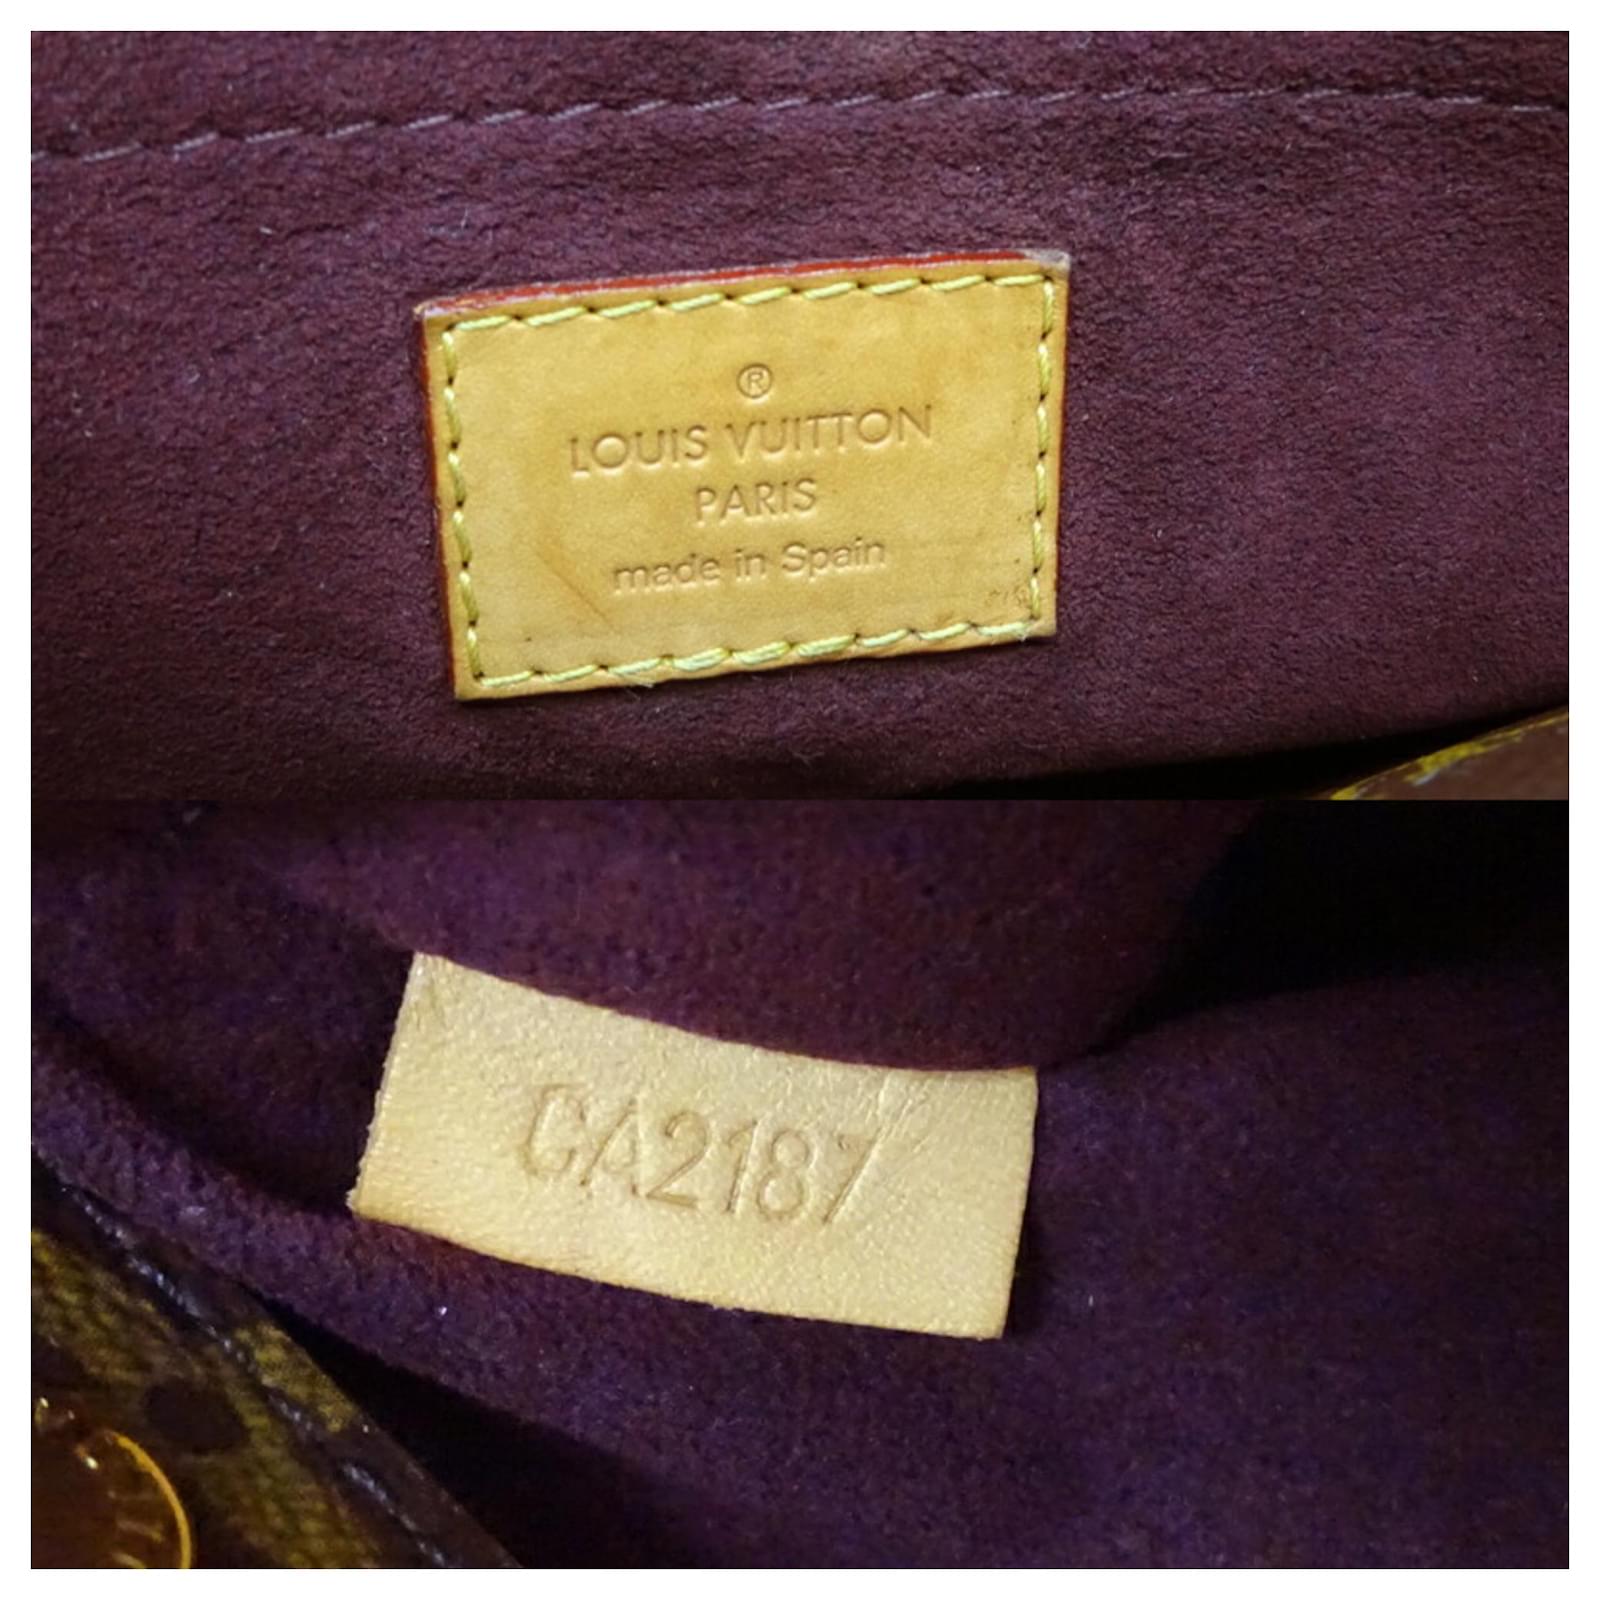 ®
LOUIS VUITTON
PARIS
made in Spain
CA2187